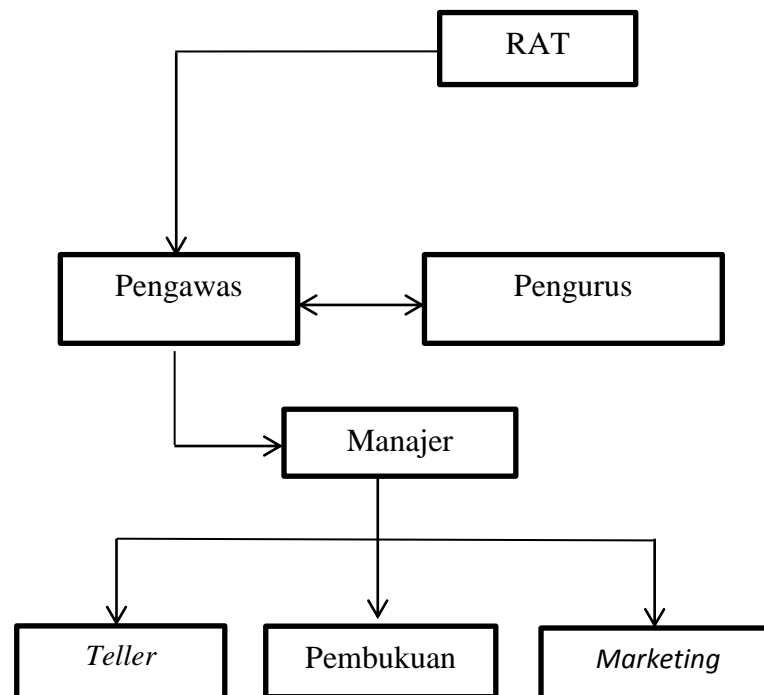 RAT
Pengawas
Pengurus
Manajer
Teller
Pembukuan
Marketing